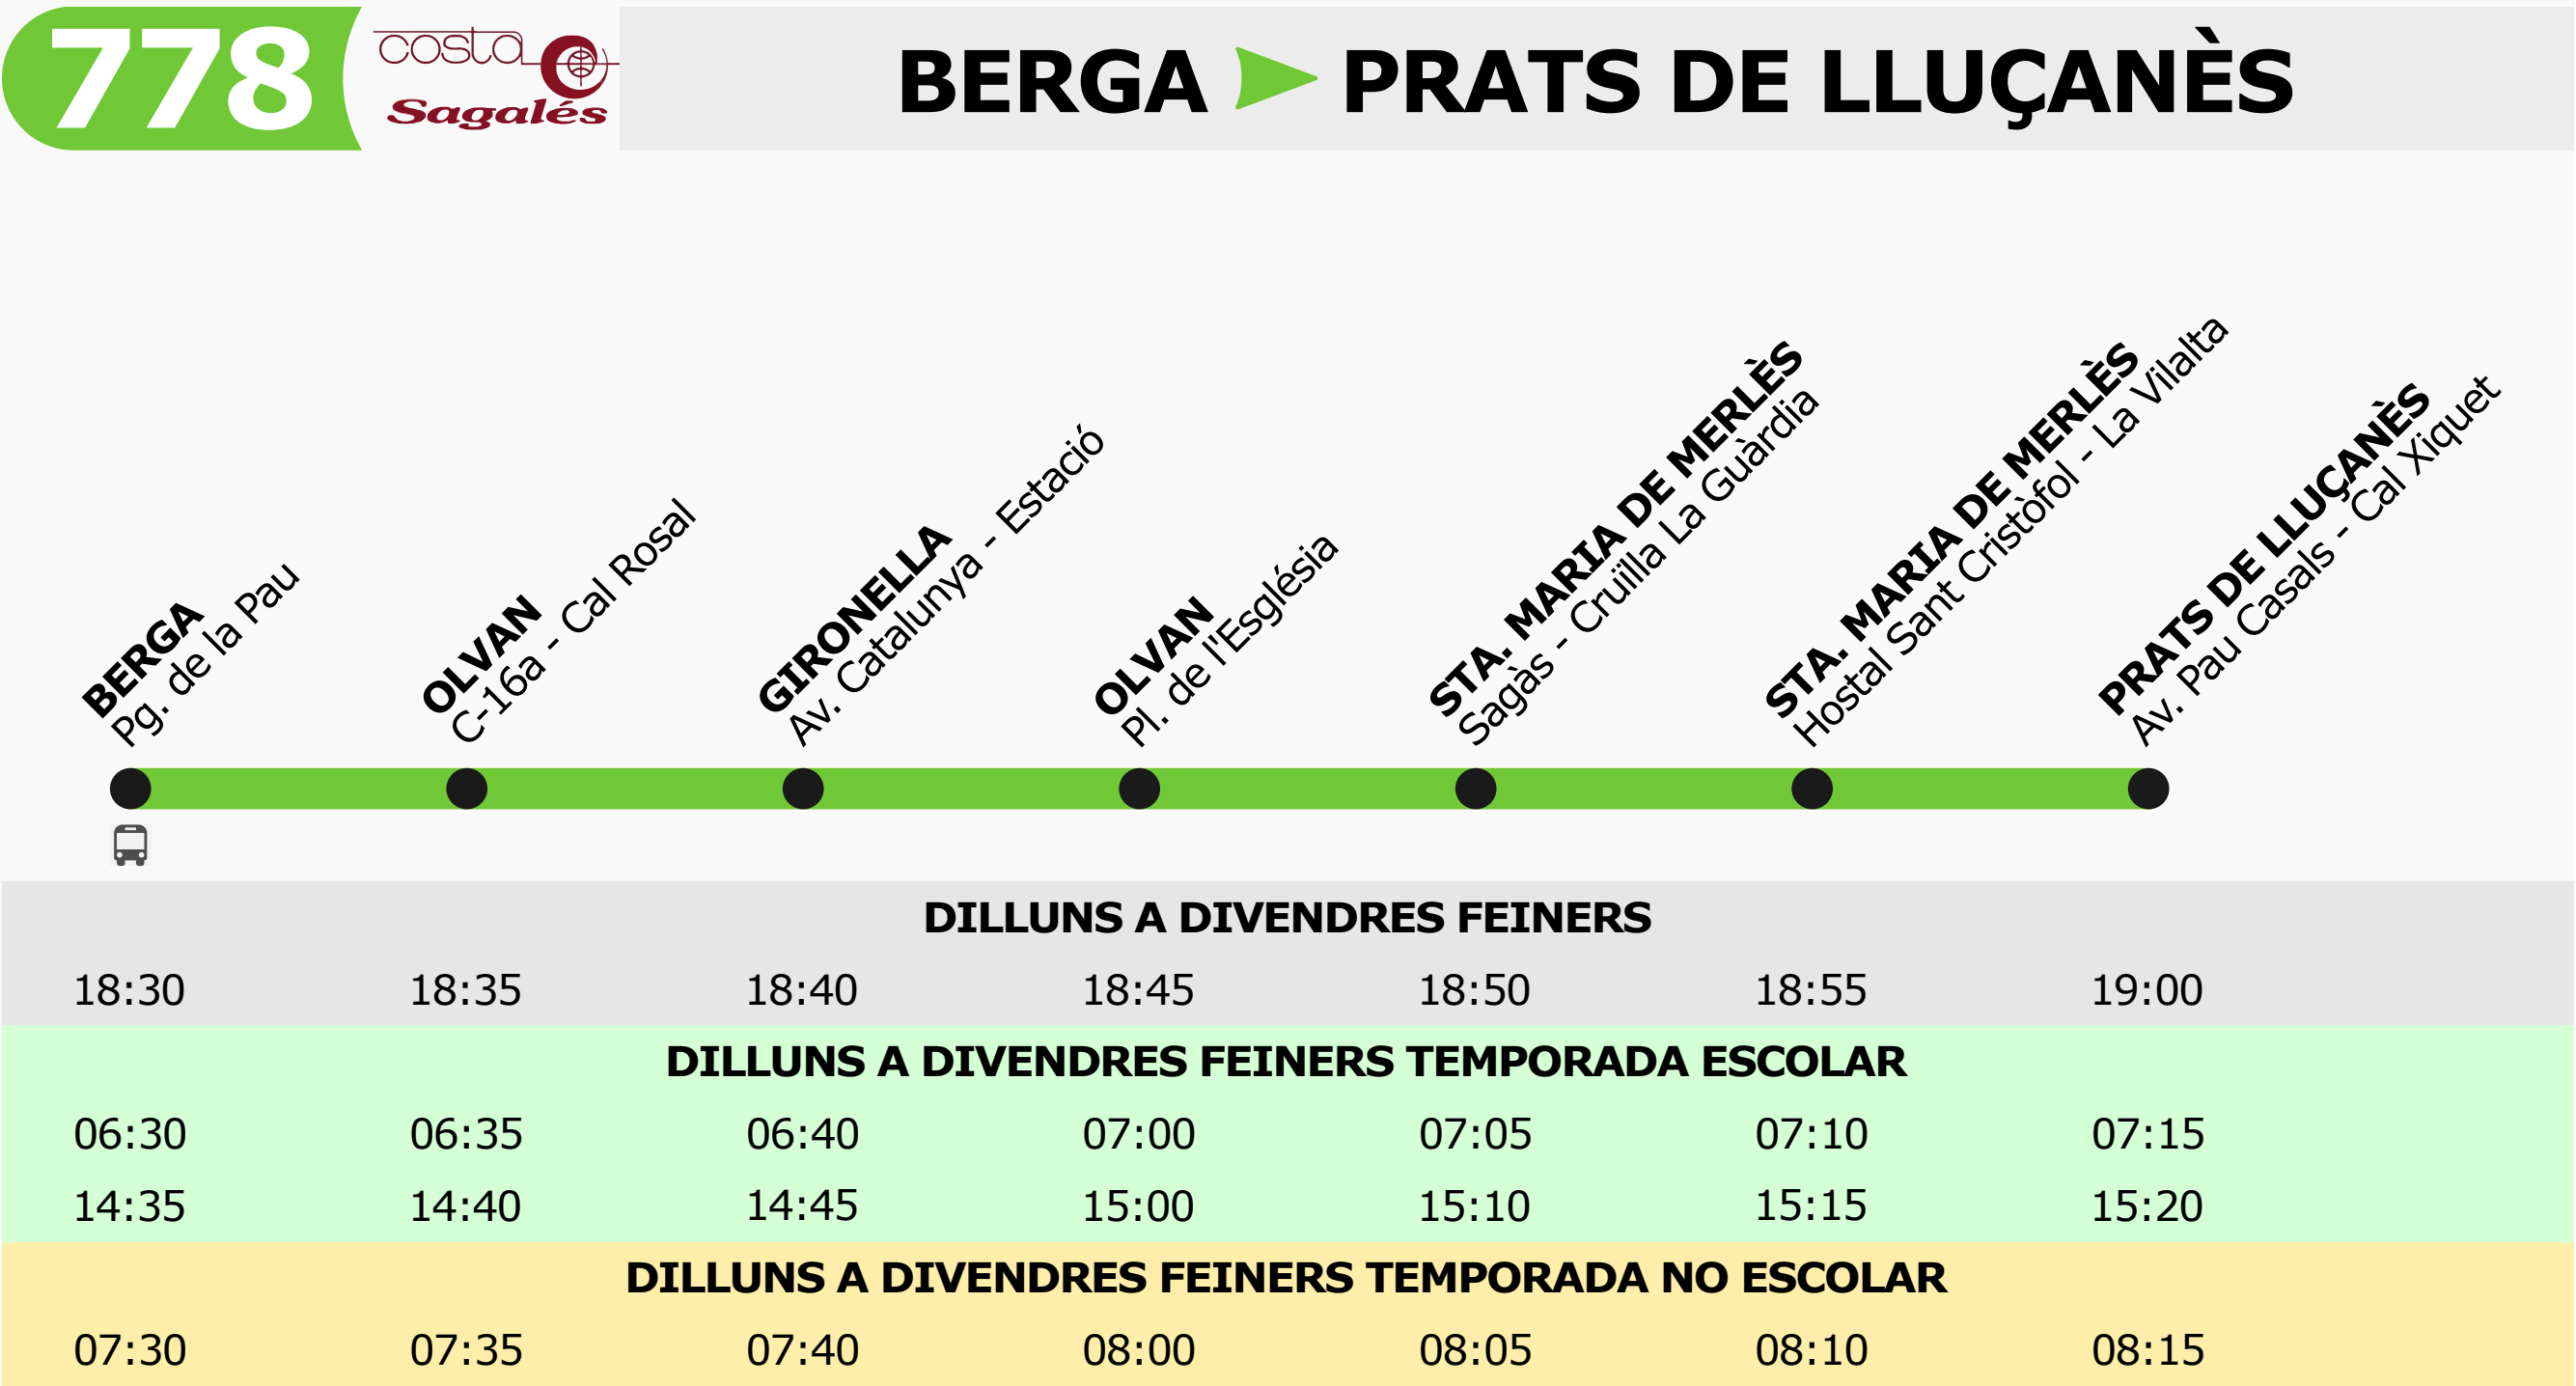 778
costa
Sagalés
BERGA PRATS DE LLUÇANÈS
BERGA
Pg. de la Pau
OLVAN
C-16a - Cal Rosal
GIRONELLA
Av. Catalunya - Estació
OLVAN
Pl. de l'Església
STA. MARIA DE MERLÈS
Sagàs - Cruïlla La Guàrdia
STA. MARIA DE MERLÈS
Hostal Sant Cristòfol - La Vilalta
PRATS DE LLUÇANÈS
Av. Pau Casals - Cal Xiquet
DILLUNS A DIVENDRES FEINERS
18:30 18:35 18:40 18:45 18:50 18:55 19:00
DILLUNS A DIVENDRES FEINERS TEMPORADA ESCOLAR
06:30 06:35 06:40 07:00 07:05 07:10 07:15
14:35 14:40 14:45 15:00 15:10 15:15 15:20
DILLUNS A DIVENDRES FEINERS TEMPORADA NO ESCOLAR
07:30 07:35 07:40 08:00 08:05 08:10 08:15